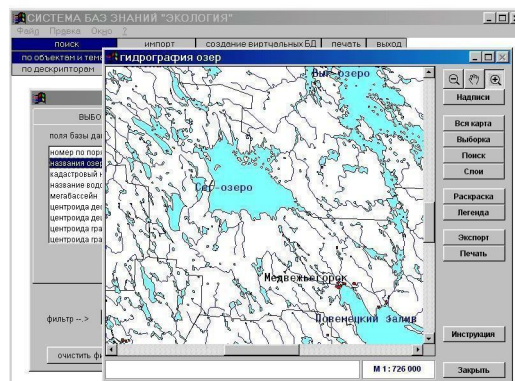 СИСТЕМА БАЗ ЗНАНИЙ "ЭКОЛОГИЯ"
Файл Правка Окно ?
поиск импорт создание виртуальных БД печать выход
по объектам и тема
по дескрипторам
гидрография озер
ВЫБО
поля базы да
номер по пор
названия озер
кадастровый н
название водо
мегабассейн
центроида де
центроида де
центроида гра
центроида гра
фильтр --.>
очистить ф
Выг-озеро
Сег-озеро
Медвежьегорск
Повенецкий залив
М 1: 726 000
Надписи
Вся карта
Выборка
Поиск
Слои
Раскраска
Легенда
Экспорт
Печать
Инструкция
Закрыть